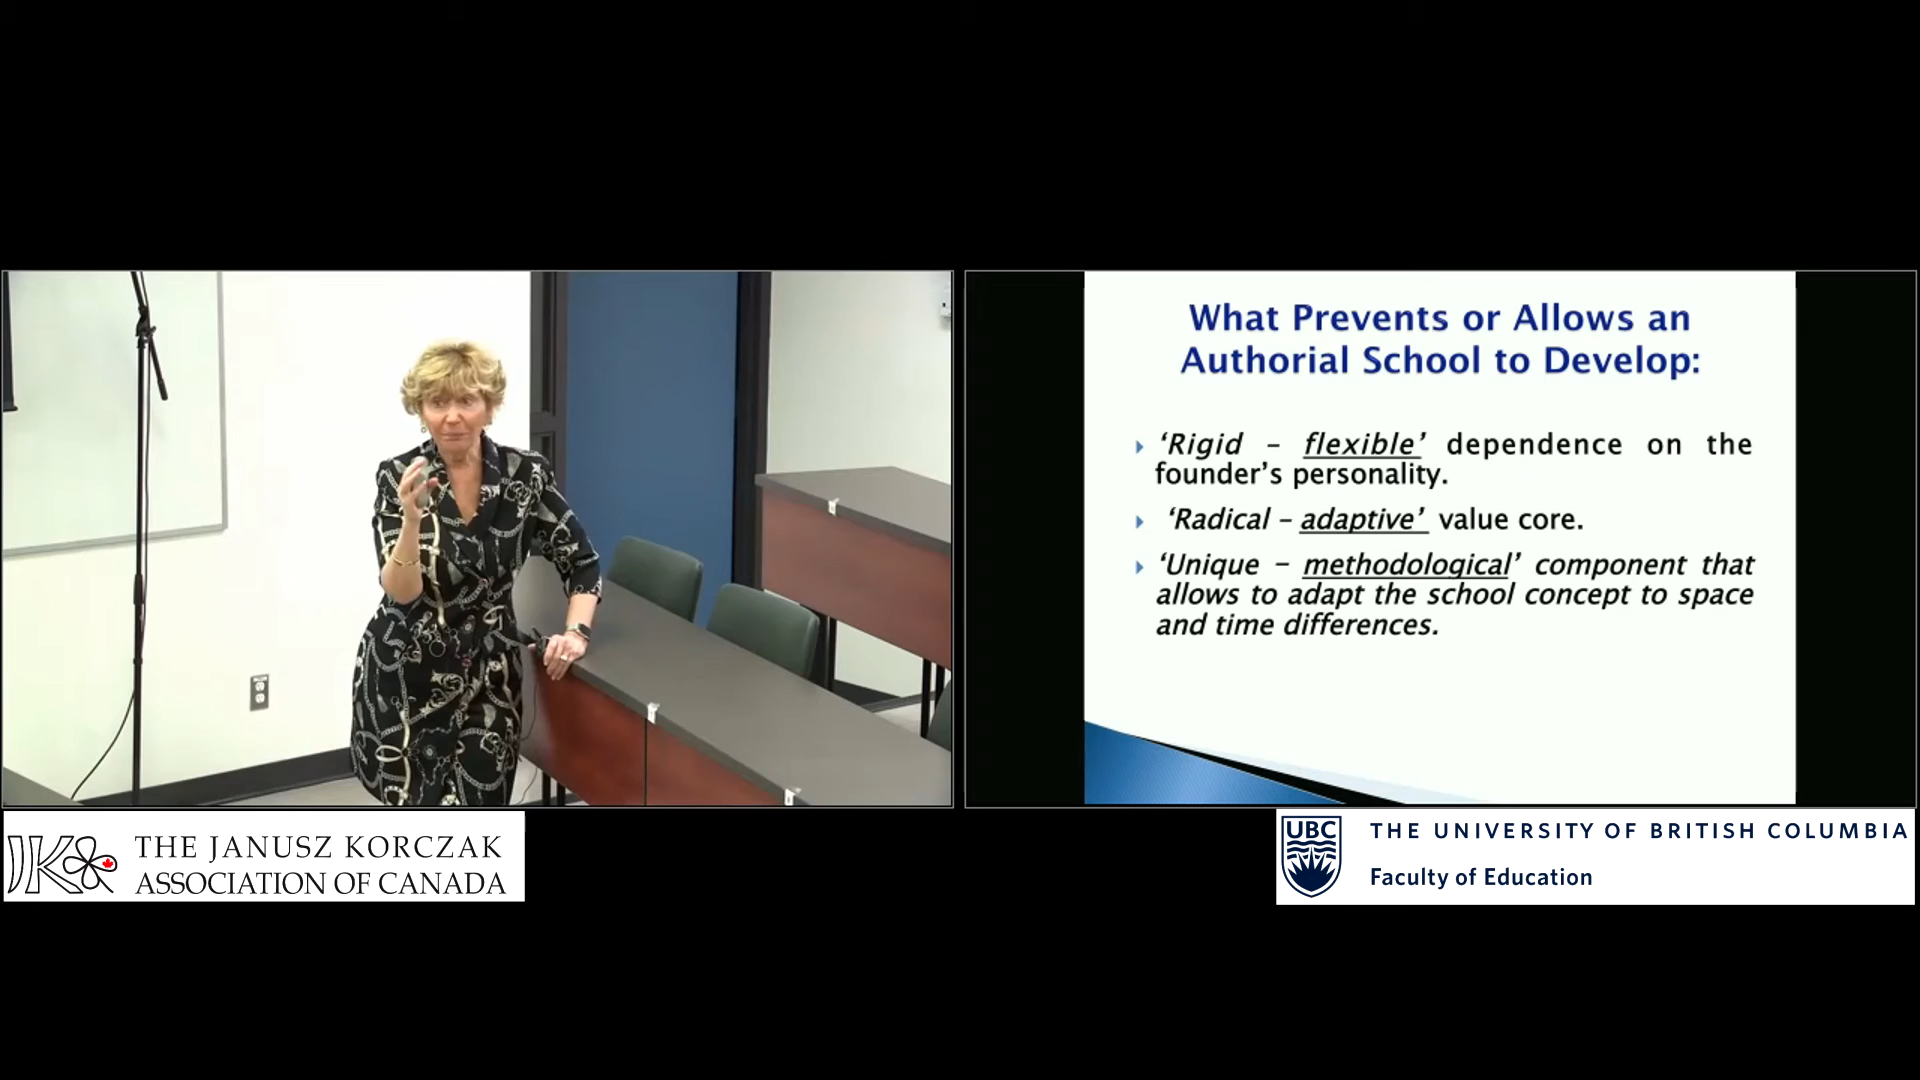 What Prevents or Allows an
Authorial School to Develop:
‘Rigid – flexible’ dependence on the
founder’s personality.
‘Radical – adaptive’ value core.
‘Unique – methodological’ component that
allows to adapt the school concept to space
and time differences.
JK
THE JANUSZ KORCZAK
ASSOCIATION OF CANADA
UBC
THE UNIVERSITY OF BRITISH COLUMBIA
Faculty of Education